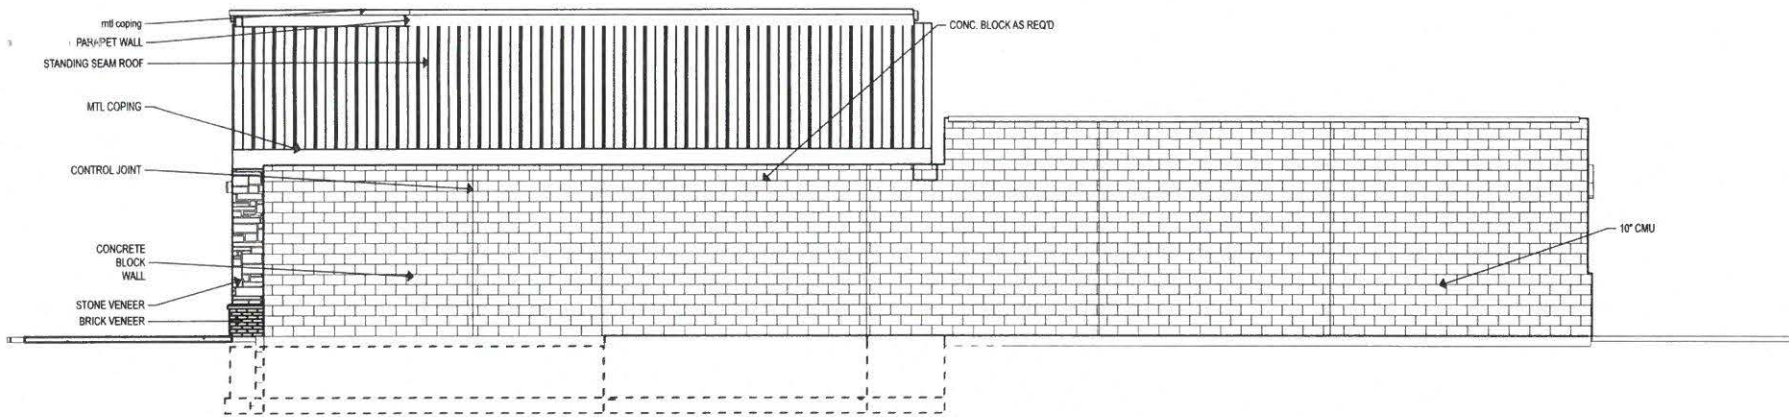 mtl coping
PARAPET WALL
STANDING SEAM ROOF
MTL COPING
CONTROL JOINT
CONCRETE
BLOCK
WALL
STONE VENEER
BRICK VENEER
CONC. BLOCK AS REQ'D
10" CMU